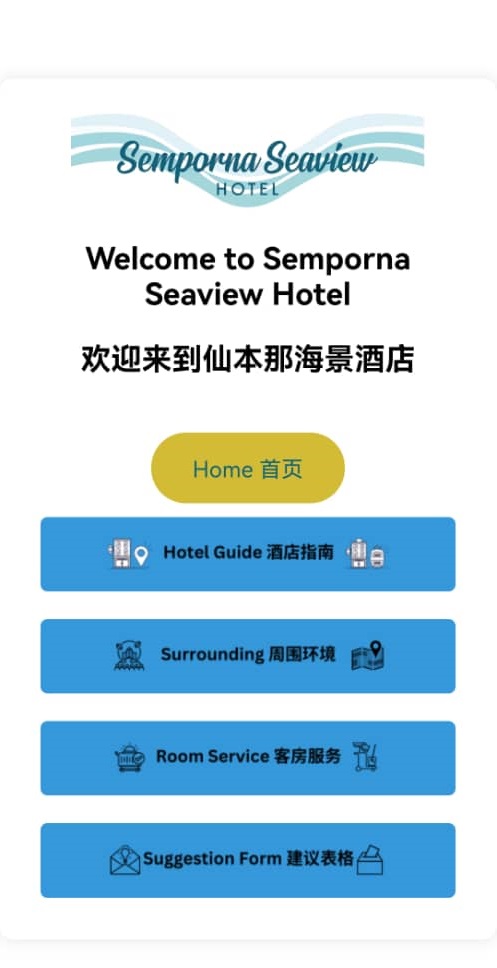 Semporna Seaview
HOTEL
Welcome to Semporna
Seaview Hotel
欢迎来到仙本那海景酒店
Home 首页
Hotel Guide 酒店指南
Surrounding 周围环境
Room Service 客房服务
Suggestion Form 建议表格